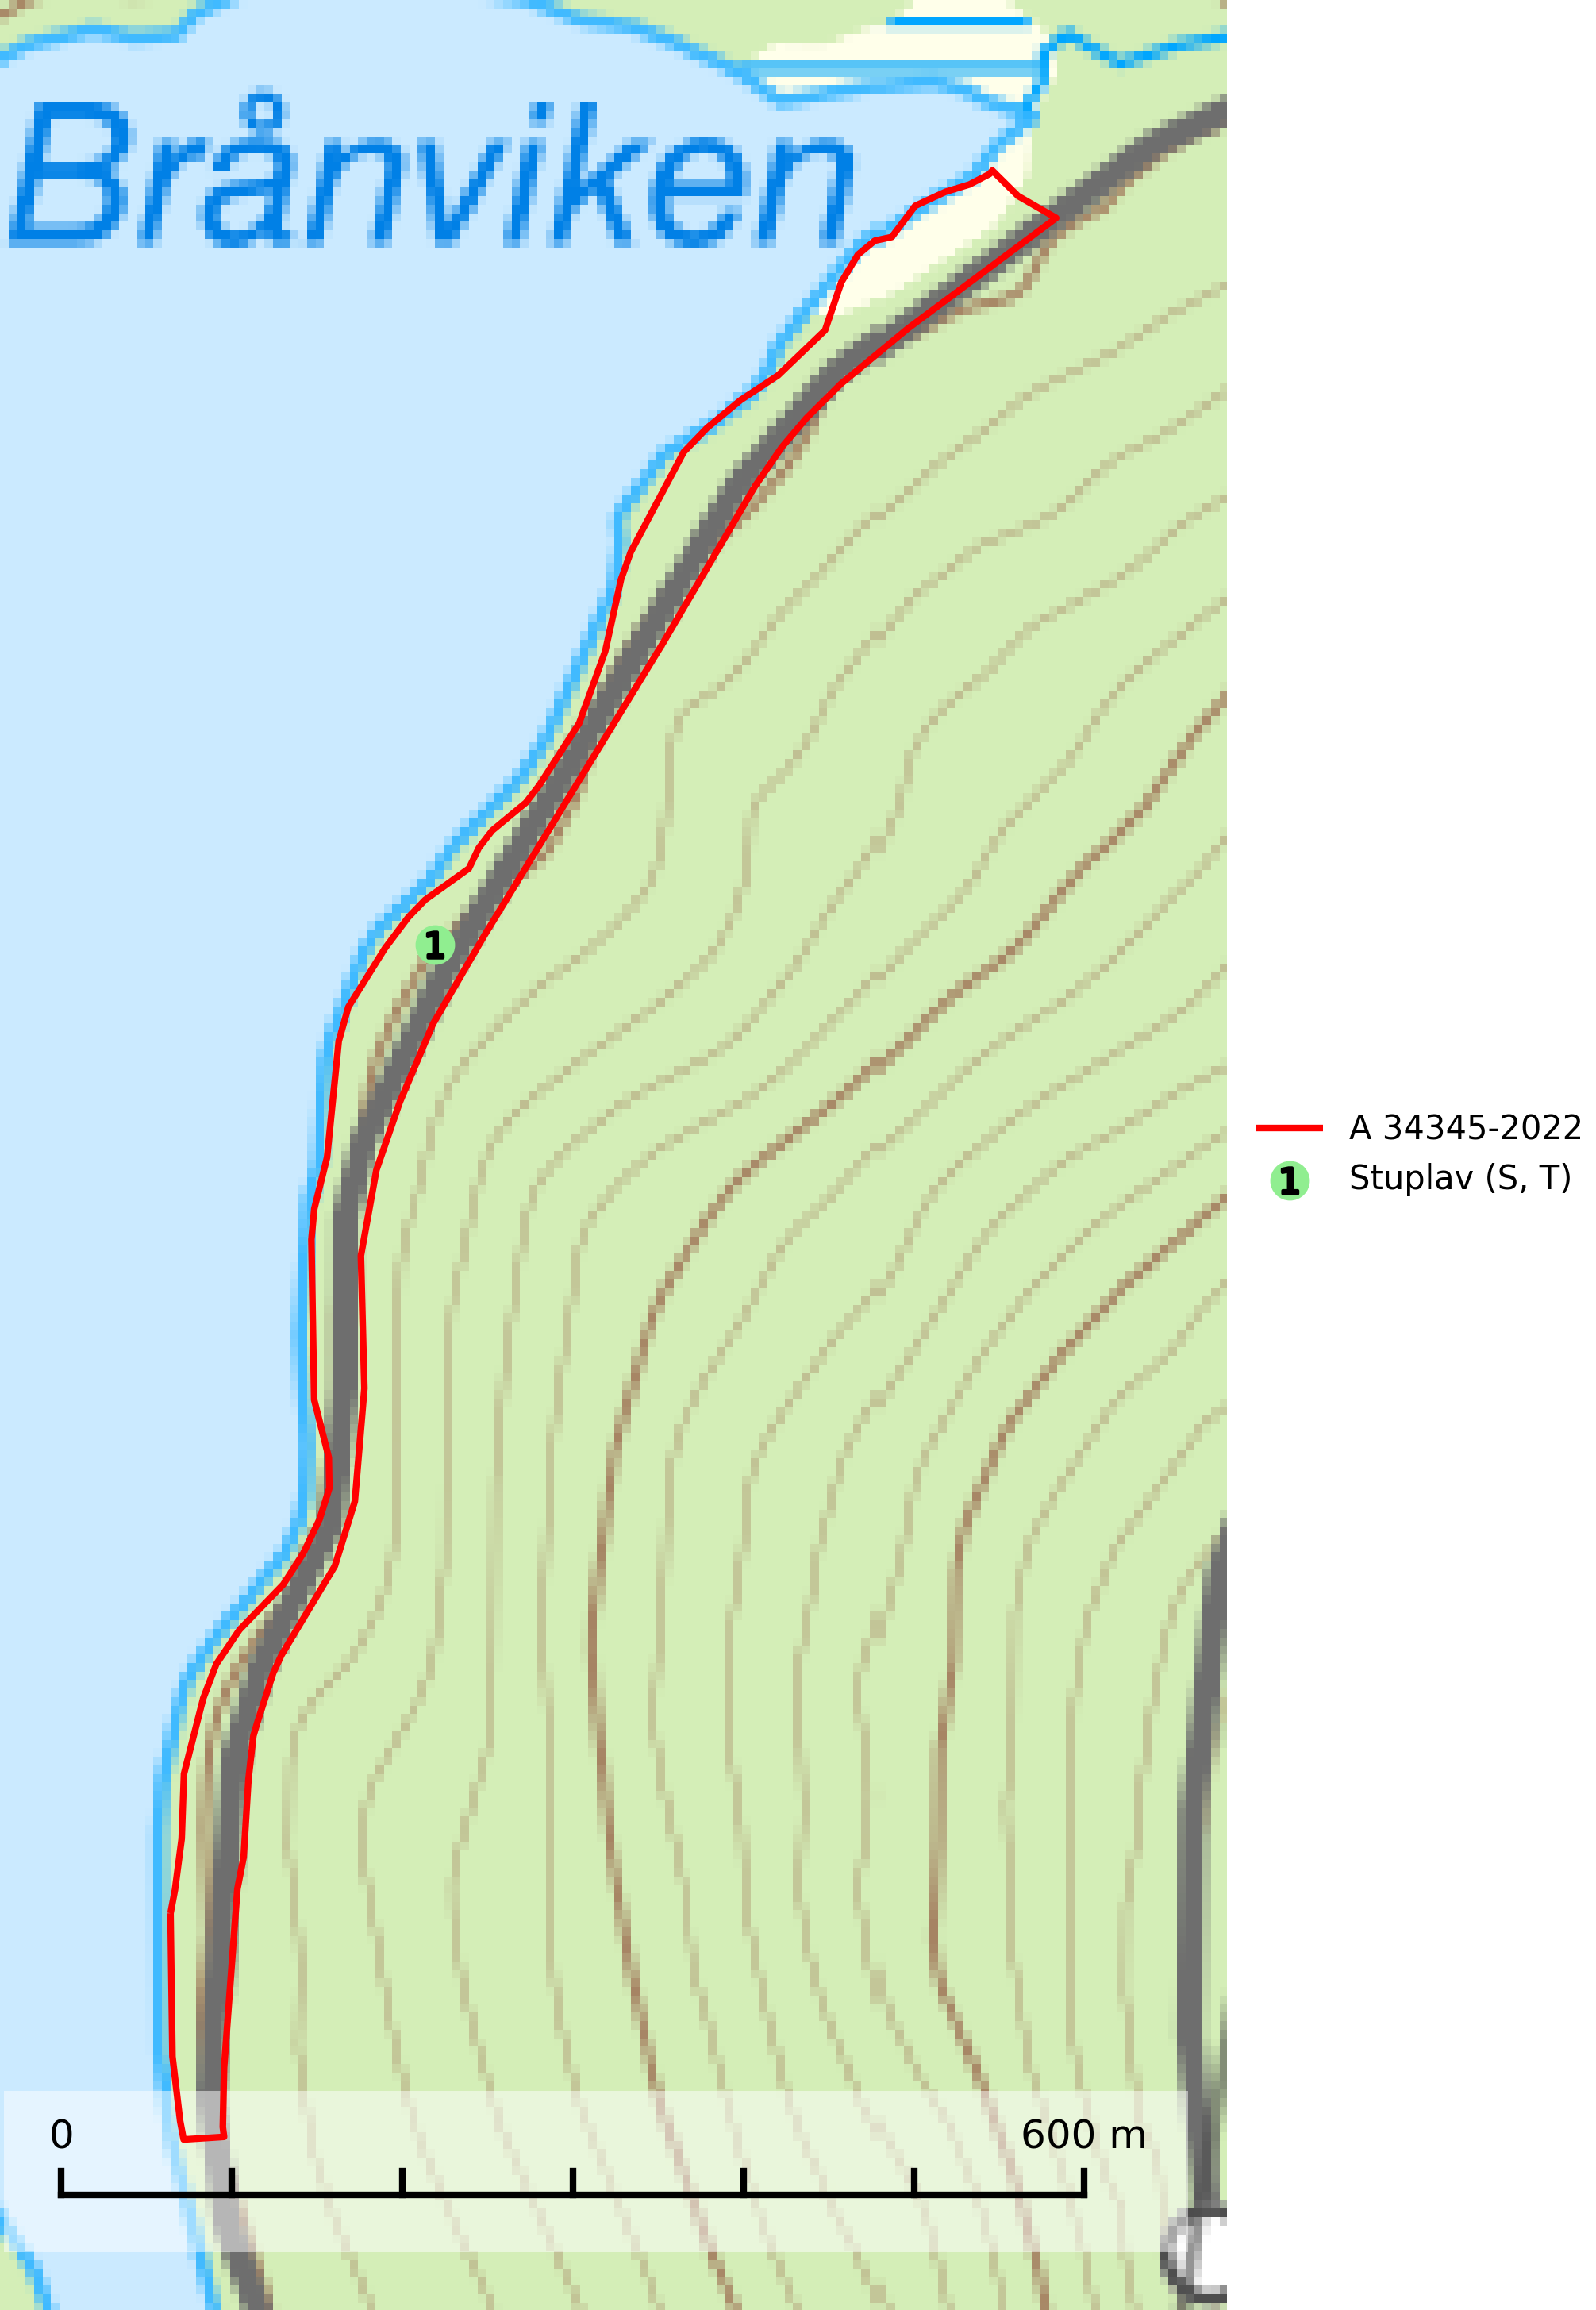 Brånviken
1
A 34345-2022
1 Stuplav (S, T)
0 600 m